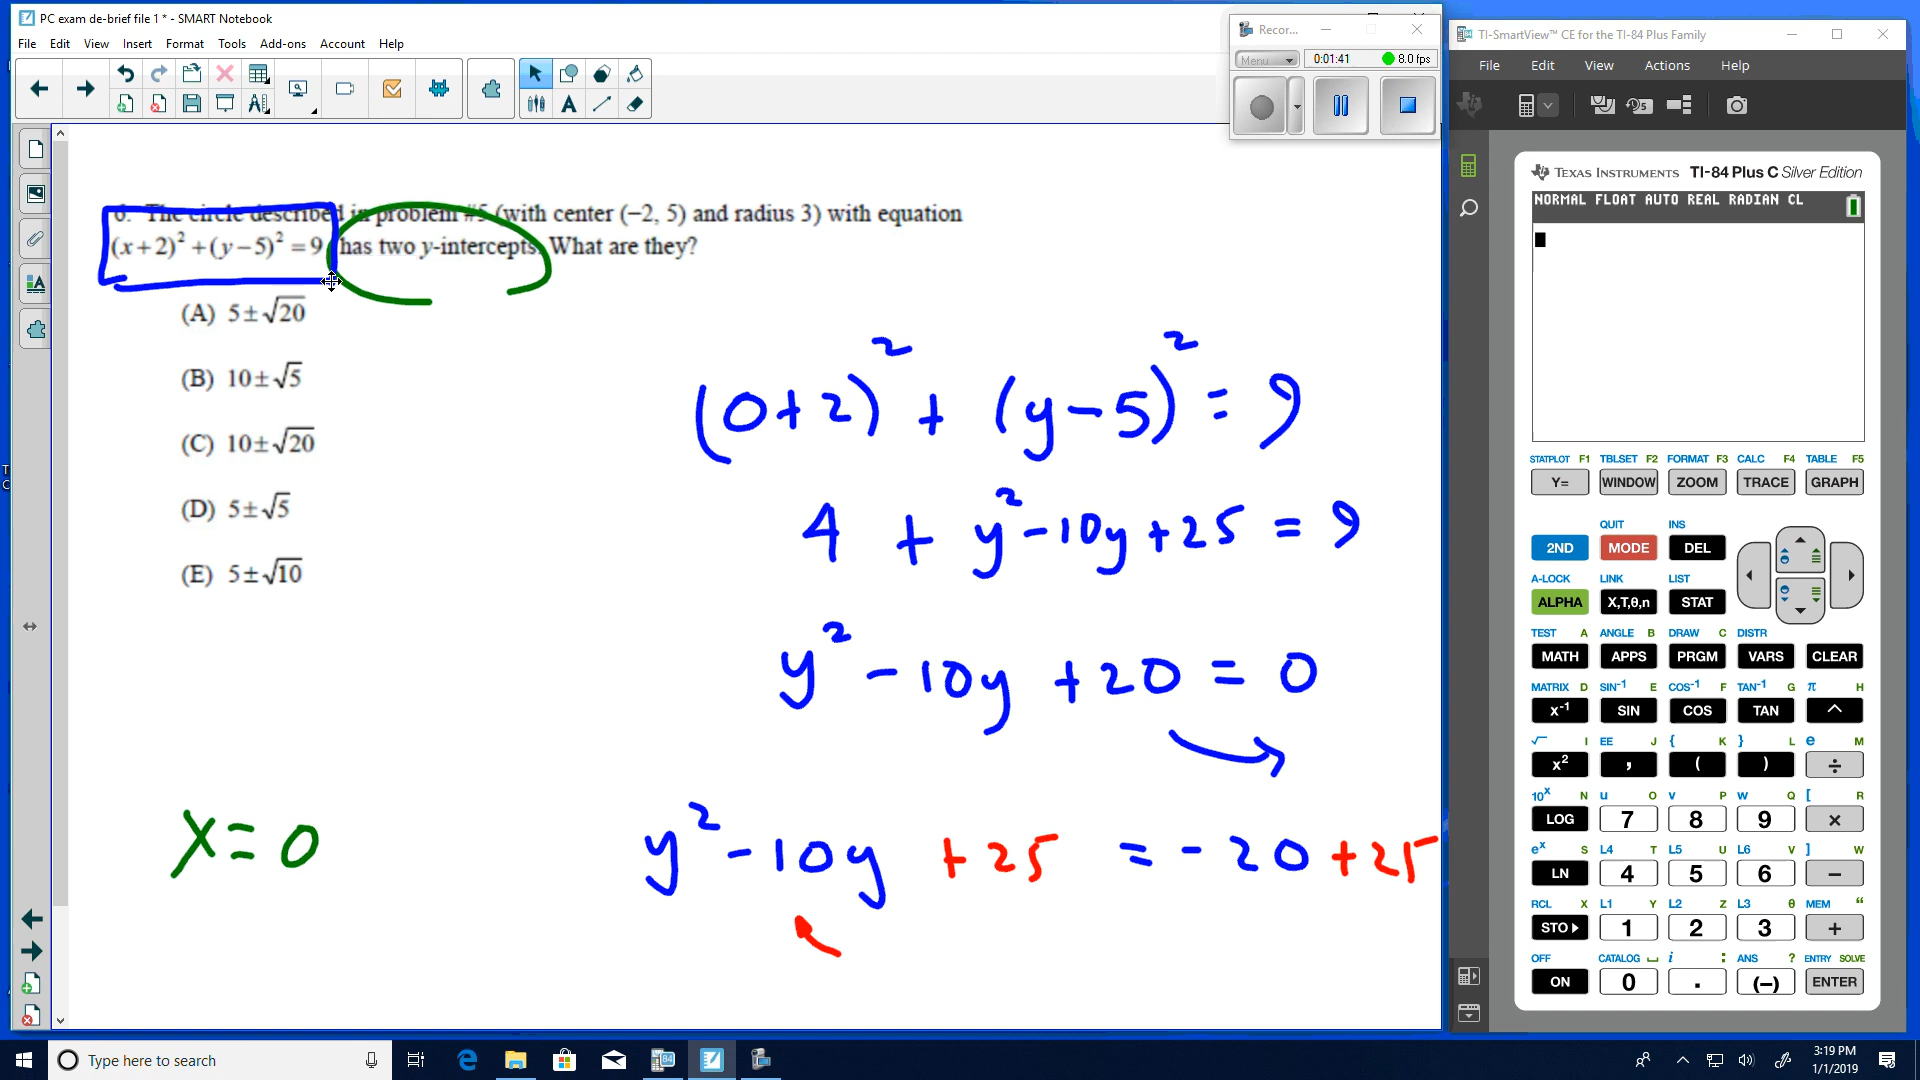 PC exam de-brief file 1 * - SMART Notebook
File Edit View Insert Format Tools Add-ons Account Help
Recor...
Menu 0:01:41 8.0 fps
TI-SmartView™ CE for the TI-84 Plus Family
File Edit View Actions Help
6. The circle described in problem #5 (with center (−2, 5) and radius 3) with equation
(x+2)² +(y−5)² =9 has two y-intercepts. What are they?
(A) 5±√20
(B) 10±√5
(C) 10±√20
(D) 5±√5
(E) 5±√10
(0+2)² + (y−5)² = 9
4 + y²−10y+25 = 9
y² − 10y + 20 = 0
y² − 10y + 25 = −20 + 25
x = 0
TEXAS INSTRUMENTS TI-84 Plus C Silver Edition
NORMAL FLOAT AUTO REAL RADIAN CL
STATPLOT F1 TBLSET F2 FORMAT F3 CALC F4 TABLE F5
Y= WINDOW ZOOM TRACE GRAPH
QUIT INS
2ND MODE DEL
A-LOCK LINK LIST
ALPHA X,T,θ,n STAT
TEST A ANGLE B DRAW C DISTR
MATH APPS PRGM VARS CLEAR
MATRIX D SIN⁻¹ E COS⁻¹ F TAN⁻¹ G π H
x⁻¹ SIN COS TAN ^
√ I EE J { K } L e M
x² , ( ) ÷
10ˣ N u O v P w Q [ R
LOG 7 8 9 ×
eˣ S L4 T L5 U L6 V ] W
LN 4 5 6 −
RCL X L1 Y L2 Z L3 θ MEM “
STO▸ 1 2 3 +
OFF CATALOG ⎵ i : ANS ? ENTRY SOLVE
ON 0 . (−) ENTER
Type here to search
84
3:19 PM
1/1/2019